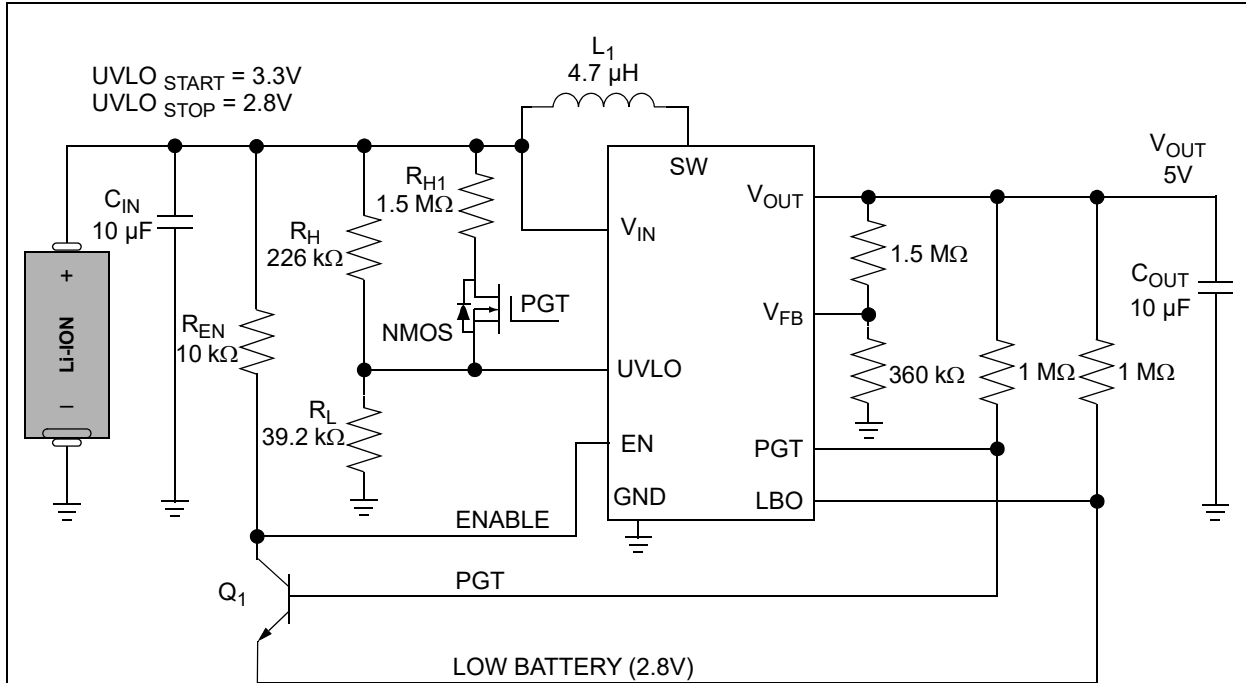 UVLO START = 3.3V
UVLO STOP = 2.8V
L1
4.7 µH
SW
VOUT
5V
CIN
10 µF
RH
226 kΩ
RH1
1.5 MΩ
VIN
VOUT
1.5 MΩ
COUT
10 µF
+
Li-ION
–
REN
10 kΩ
NMOS
PGT
VFB
UVLO
360 kΩ
1 MΩ
1 MΩ
RL
39.2 kΩ
EN
PGT
GND
LBO
ENABLE
Q1
PGT
LOW BATTERY (2.8V)